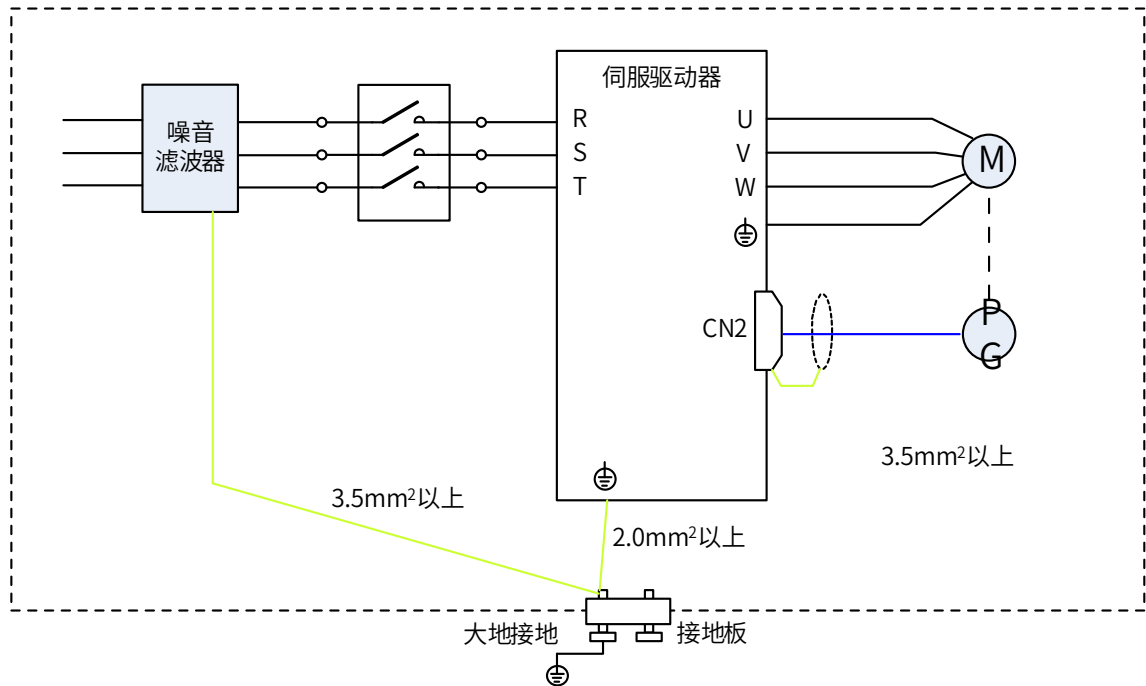 伺服驱动器
噪音
滤波器
R
S
T
U
V
W
M
CN2
P
G
3.5mm²以上
3.5mm²以上
2.0mm²以上
大地接地
接地板